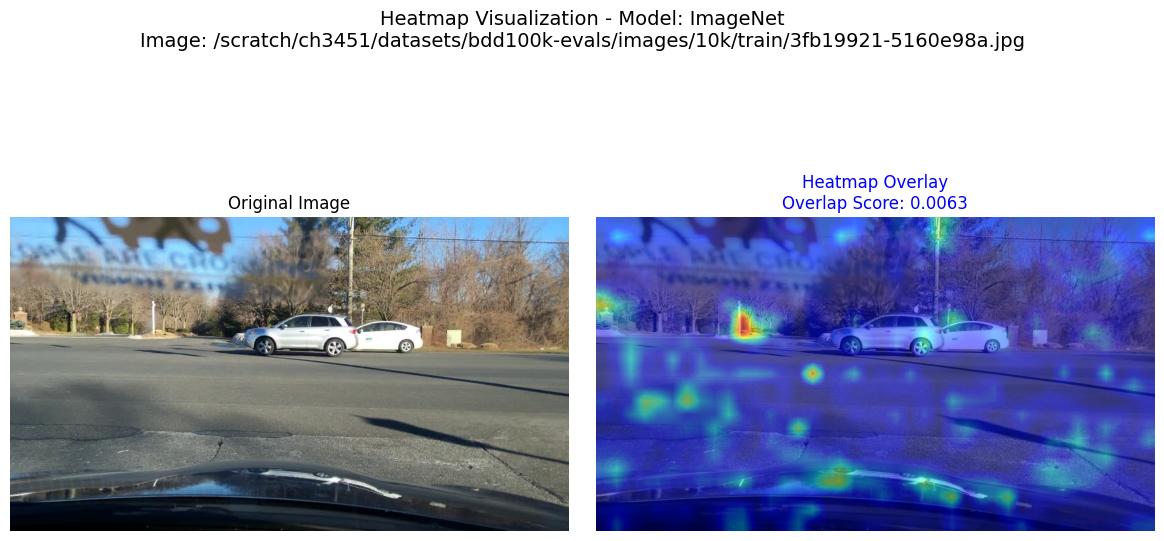 Heatmap Visualization - Model: ImageNet
Image: /scratch/ch3451/datasets/bdd100k-evals/images/10k/train/3fb19921-5160e98a.jpg
Original Image
Heatmap Overlay
Overlap Score: 0.0063